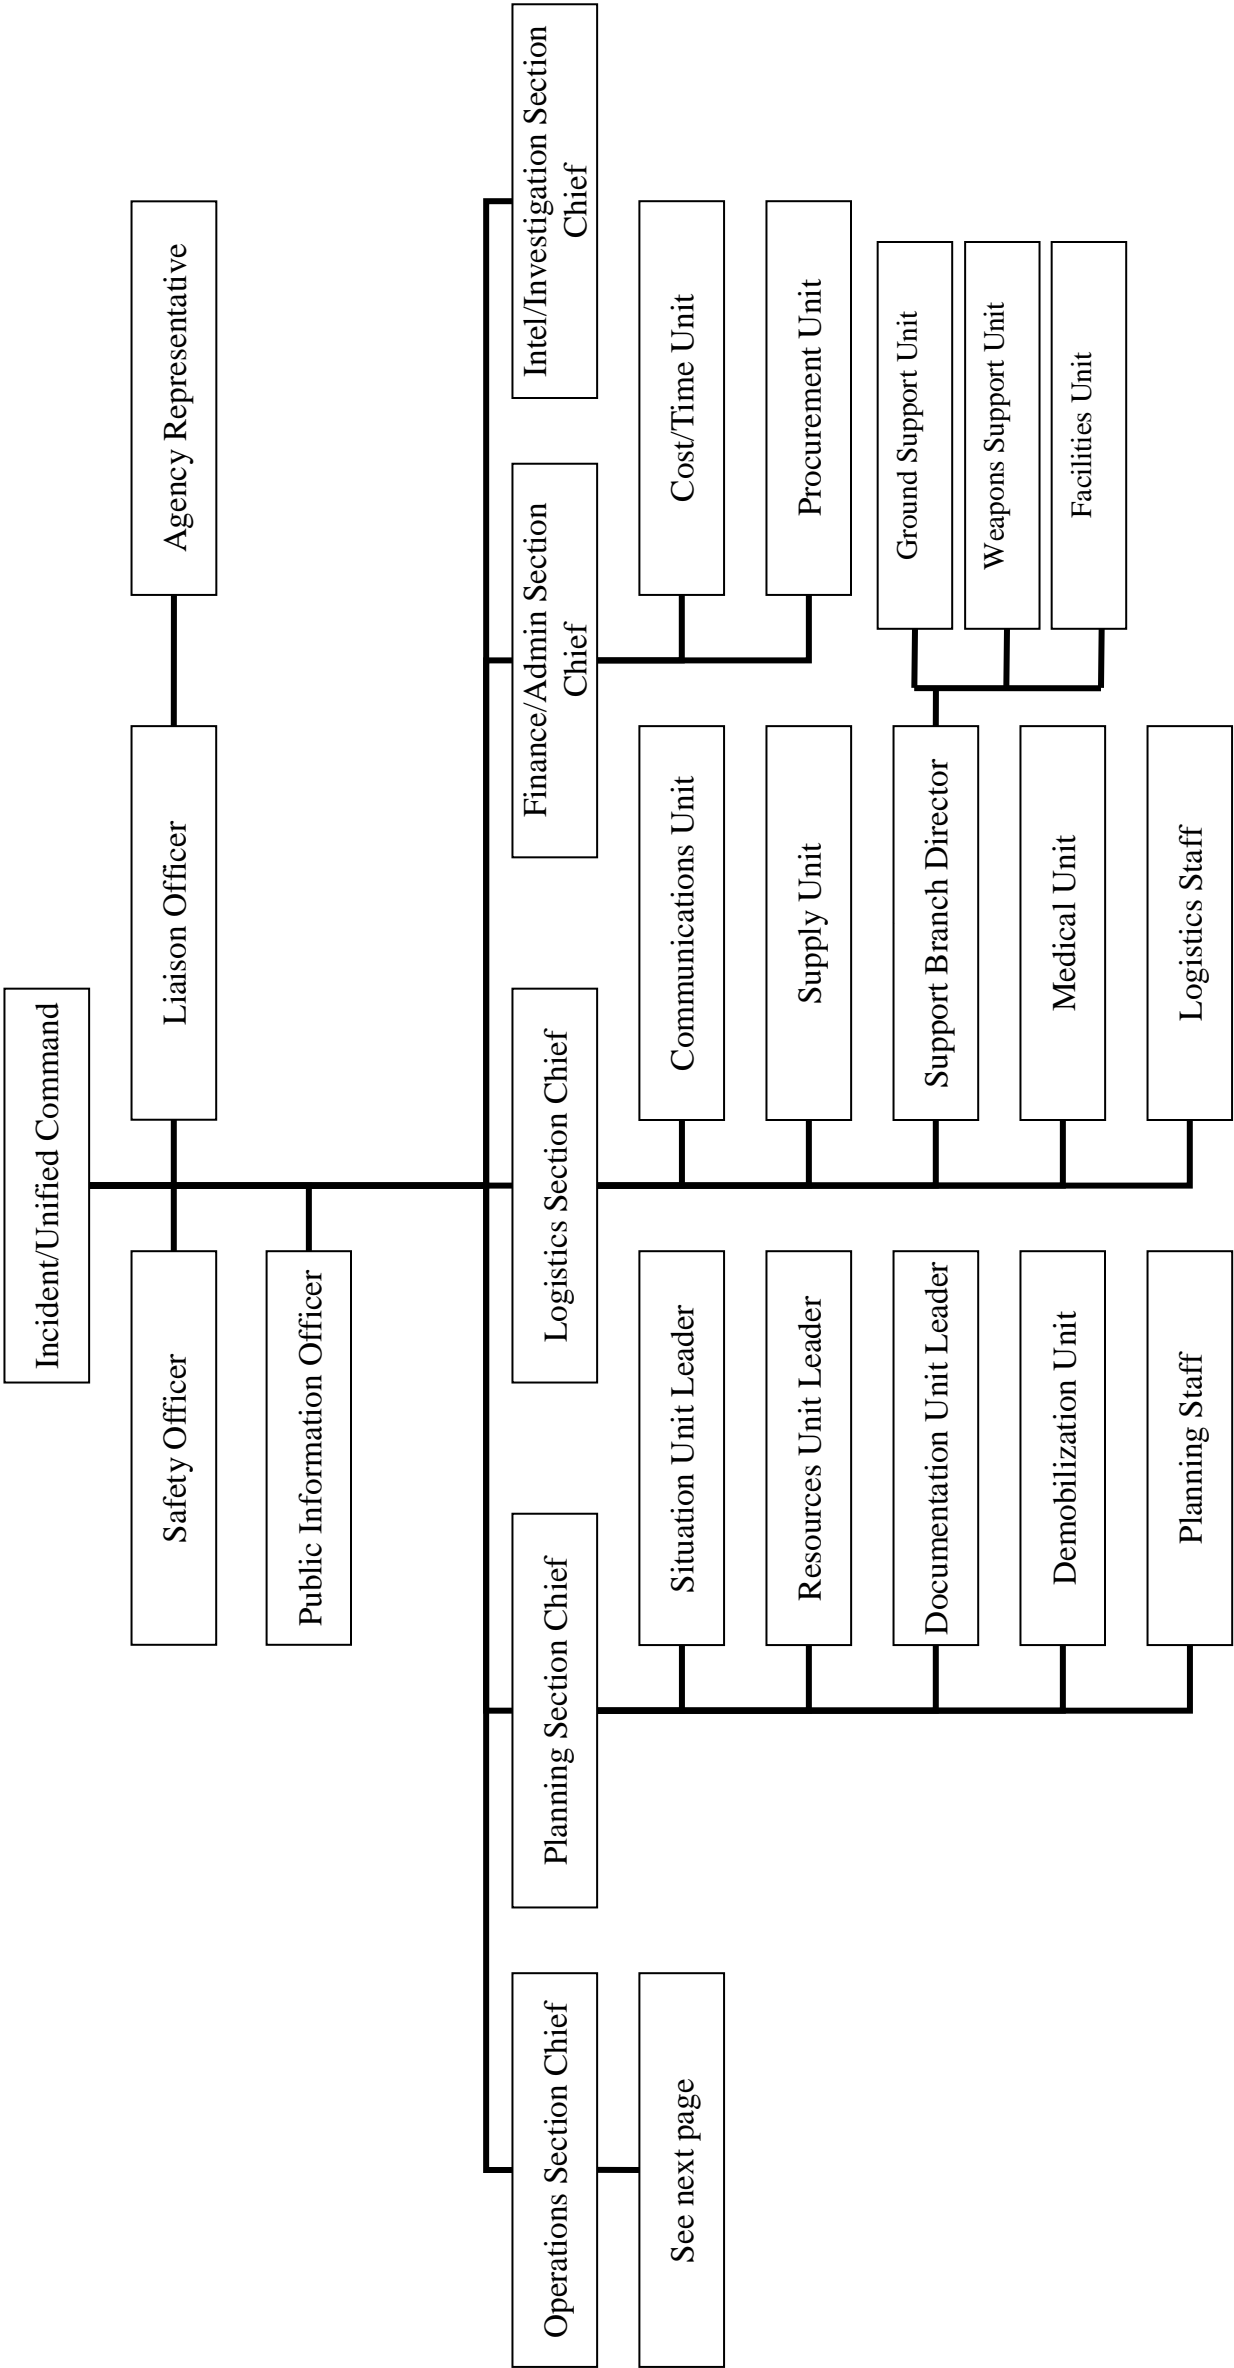 Incident/Unified Command
Safety Officer
Liaison Officer
Agency Representative
Public Information Officer
Operations Section Chief
Planning Section Chief
Logistics Section Chief
Finance/Admin Section
Chief
Intel/Investigation Section
Chief
See next page
Situation Unit Leader
Communications Unit
Cost/Time Unit
Resources Unit Leader
Supply Unit
Procurement Unit
Documentation Unit Leader
Support Branch Director
Ground Support Unit
Weapons Support Unit
Facilities Unit
Demobilization Unit
Medical Unit
Planning Staff
Logistics Staff